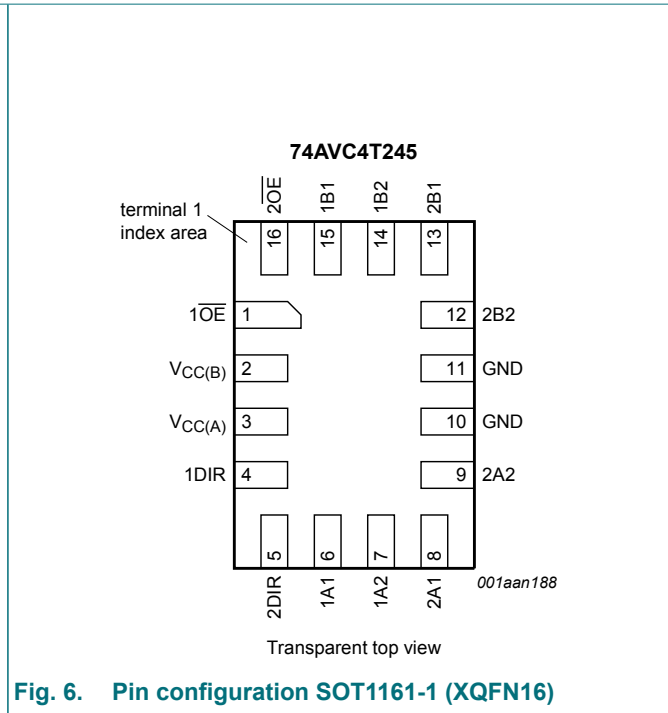 74AVC4T245
terminal 1
index area
2O̅E̅
1B1
1B2
2B1
16
15
14
13
1O̅E̅
1
12
2B2
VCC(B)
2
11
GND
VCC(A)
3
10
GND
1DIR
4
9
2A2
5
6
7
8
2DIR
1A1
1A2
2A1
001aan188
Transparent top view
Fig. 6. Pin configuration SOT1161-1 (XQFN16)